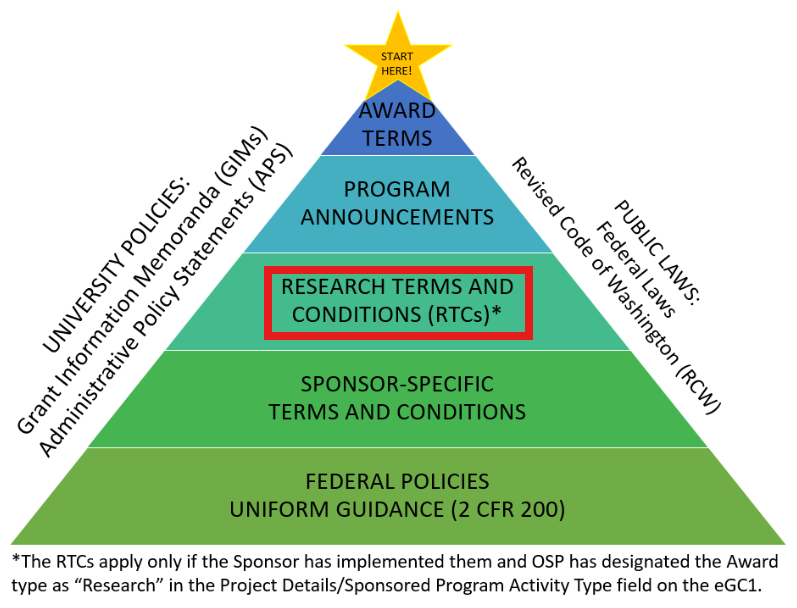 START
HERE!
AWARD
TERMS
PROGRAM
ANNOUNCEMENTS
RESEARCH TERMS AND
CONDITIONS (RTCs)*
SPONSOR-SPECIFIC
TERMS AND CONDITIONS
FEDERAL POLICIES
UNIFORM GUIDANCE (2 CFR 200)
UNIVERSITY POLICIES:
Grant Information Memoranda (GIMs)
Administrative Policy Statements (APS)
PUBLIC LAWS:
Federal Laws
Revised Code of Washington (RCW)
*The RTCs apply only if the Sponsor has implemented them and OSP has designated the Award
type as “Research” in the Project Details/Sponsored Program Activity Type field on the eGC1.